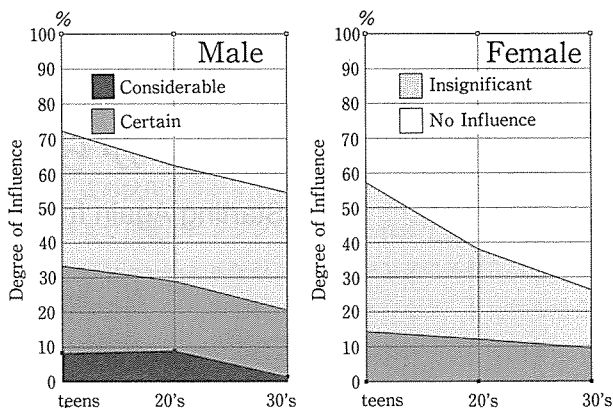 %
Male
100
90
80
70
60
50
40
30
20
10
0
Considerable
Certain
Degree of Influence
teens 20's 30's
%
Female
100
90
80
70
60
50
40
30
20
10
0
Insignificant
No Influence
Degree of Influence
teens 20's 30's